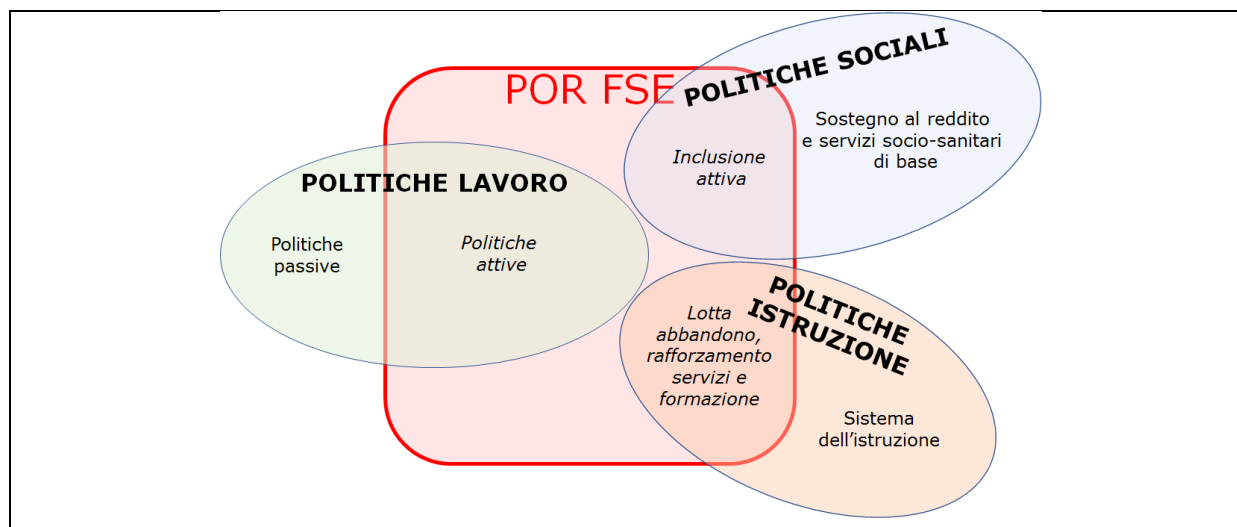 POR FSE
POLITICHE SOCIALI
Sostegno al reddito
e servizi socio-sanitari
di base
Inclusione
attiva
POLITICHE LAVORO
Politiche
passive
Politiche
attive
POLITICHE
ISTRUZIONE
Lotta
abbandono,
rafforzamento
servizi e
formazione
Sistema
dell’istruzione